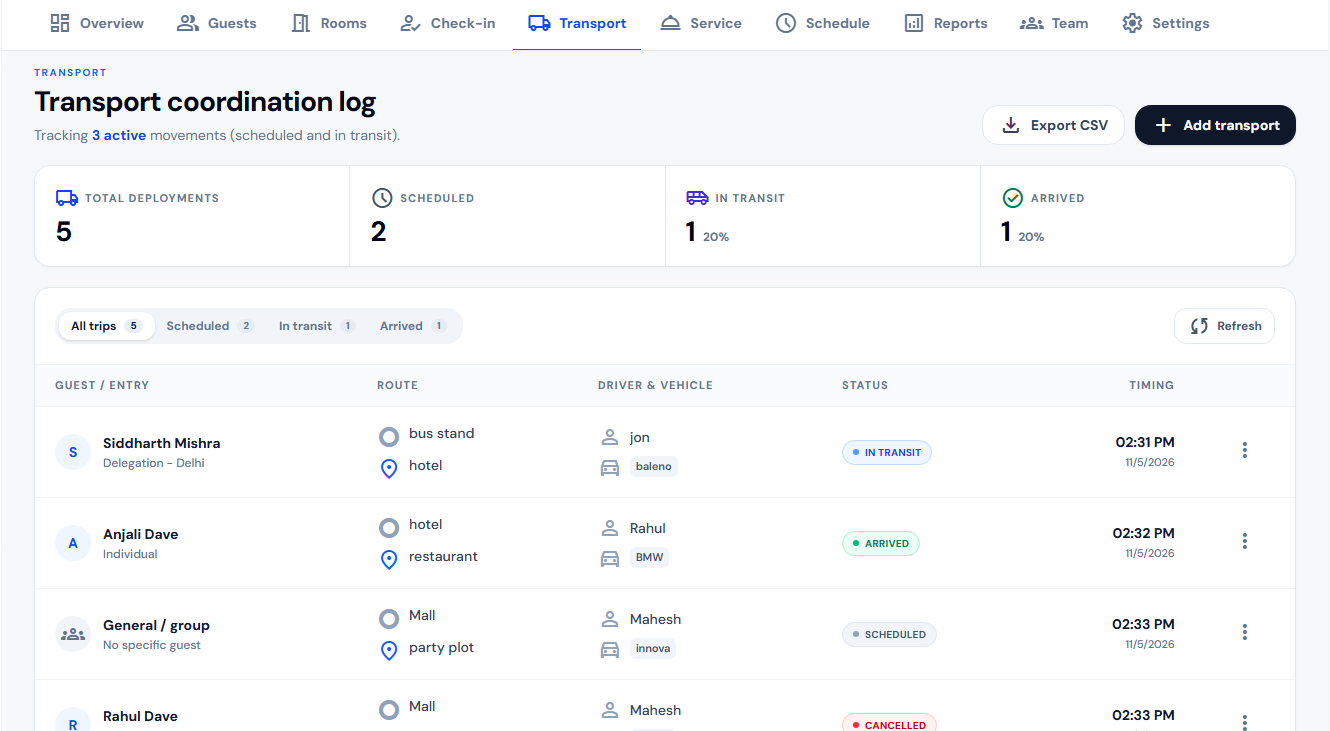 Overview Guests Rooms Check-in Transport Service Schedule Reports Team Settings
TRANSPORT
Transport coordination log
Tracking 3 active movements (scheduled and in transit).
Export CSV
Add transport
TOTAL DEPLOYMENTS
5
SCHEDULED
2
IN TRANSIT
1 20%
ARRIVED
1 20%
All trips 5 Scheduled 2 In transit 1 Arrived 1
Refresh
GUEST / ENTRY ROUTE DRIVER & VEHICLE STATUS TIMING
S
Siddharth Mishra
Delegation - Delhi
bus stand
hotel
jon
baleno
IN TRANSIT
02:31 PM
11/5/2026
A
Anjali Dave
Individual
hotel
restaurant
Rahul
BMW
ARRIVED
02:32 PM
11/5/2026
General / group
No specific guest
Mall
party plot
Mahesh
innova
SCHEDULED
02:33 PM
11/5/2026
R
Rahul Dave
Mall
Mahesh
CANCELLED
02:33 PM